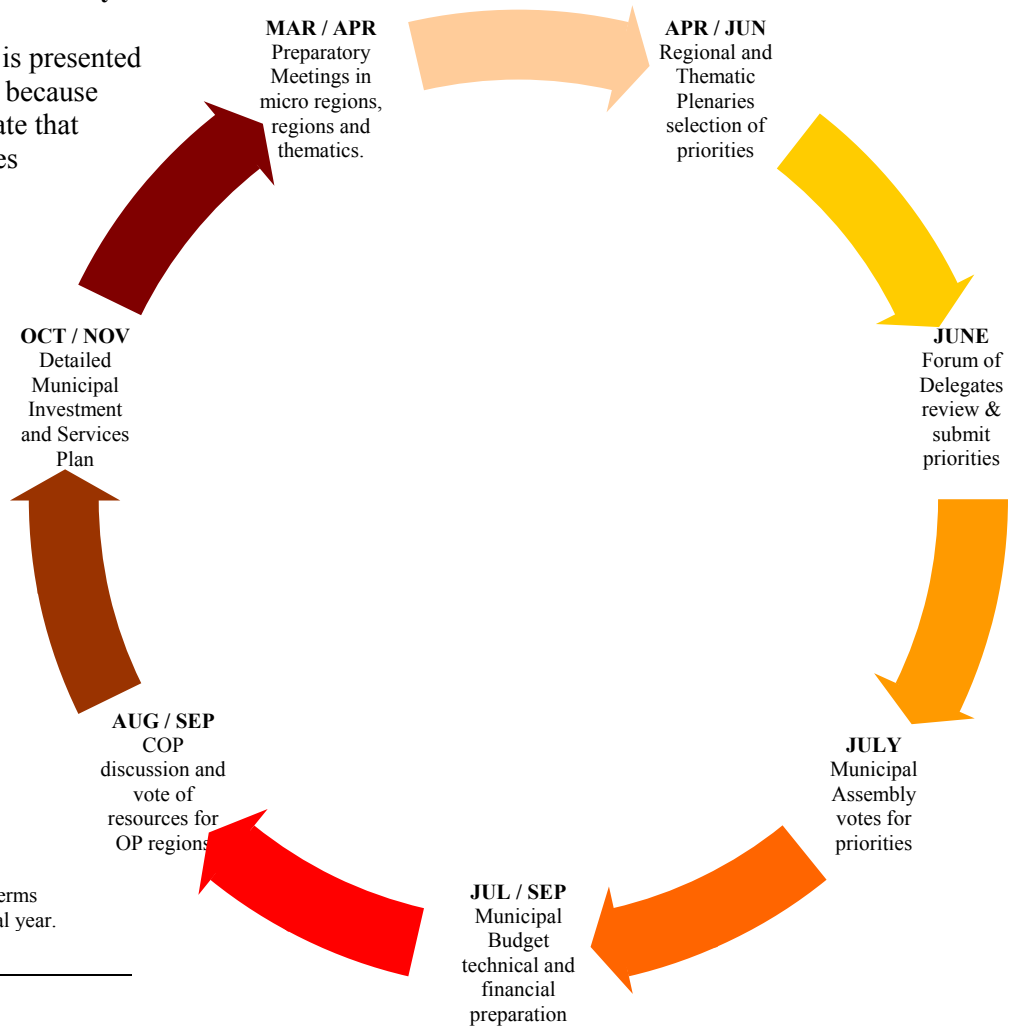 is presented
because
ate that
es
MAR / APR
Preparatory
Meetings in
micro regions,
regions and
thematics.
APR / JUN
Regional and
Thematic
Plenaries
selection of
priorities
JUNE
Forum of
Delegates
review &
submit
priorities
JULY
Municipal
Assembly
votes for
priorities
JUL / SEP
Municipal
Budget
technical and
financial
preparation
AUG / SEP
COP
discussion and
vote of
resources for
OP regions
OCT / NOV
Detailed
Municipal
Investment
and Services
Plan
erms
al year.